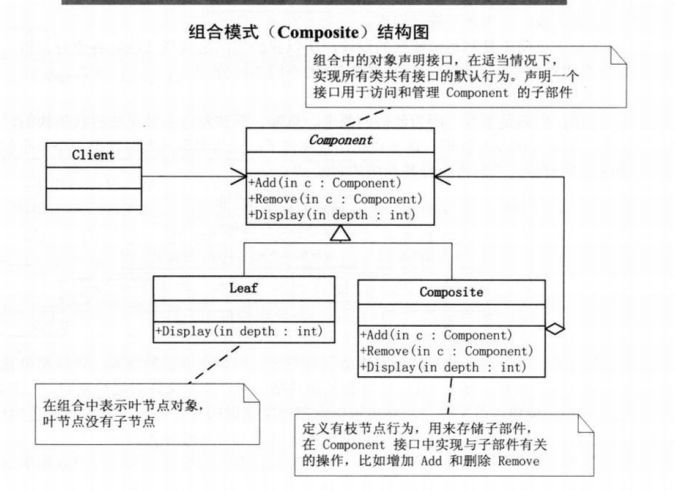 组合模式（Composite）结构图
组合中的对象声明接口，在适当情况下，
实现所有类共有接口的默认行为。声明一个
接口用于访问和管理 Component 的子部件
Component
+Add(in c : Component)
+Remove(in c : Component)
+Display(in depth : int)
Client
Leaf
+Display(in depth : int)
Composite
+Add(in c : Component)
+Remove(in c : Component)
+Display(in depth : int)
在组合中表示叶节点对象，
叶节点没有子节点
定义有枝节点行为，用来存储子部件，
在 Component 接口中实现与子部件有关
的操作，比如增加 Add 和删除 Remove